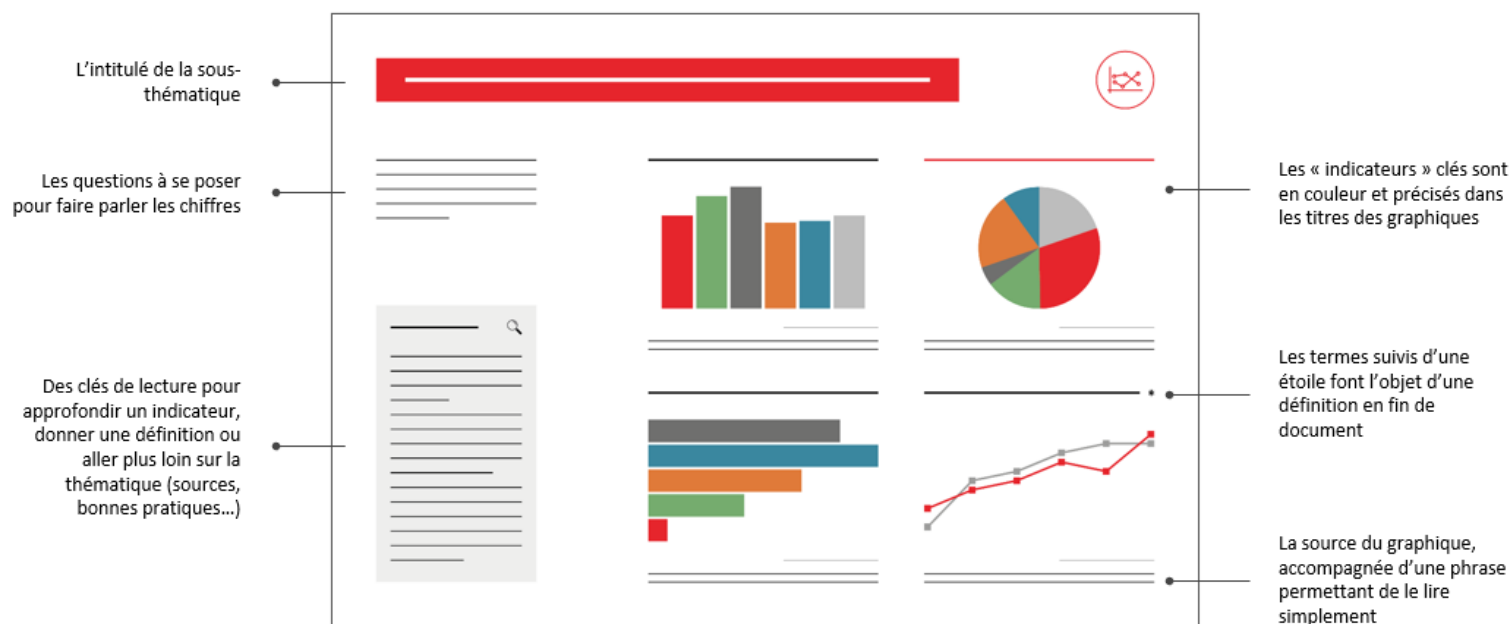 L’intitulé de la sous-
thématique
Les questions à se poser
pour faire parler les chiffres
Des clés de lecture pour
approfondir un indicateur,
donner une définition ou
aller plus loin sur la
thématique (sources,
bonnes pratiques...)
Les « indicateurs » clés sont
en couleur et précisés dans
les titres des graphiques
*
Les termes suivis d’une
étoile font l’objet d’une
définition en fin de
document
La source du graphique,
accompagnée d’une phrase
permettant de le lire
simplement